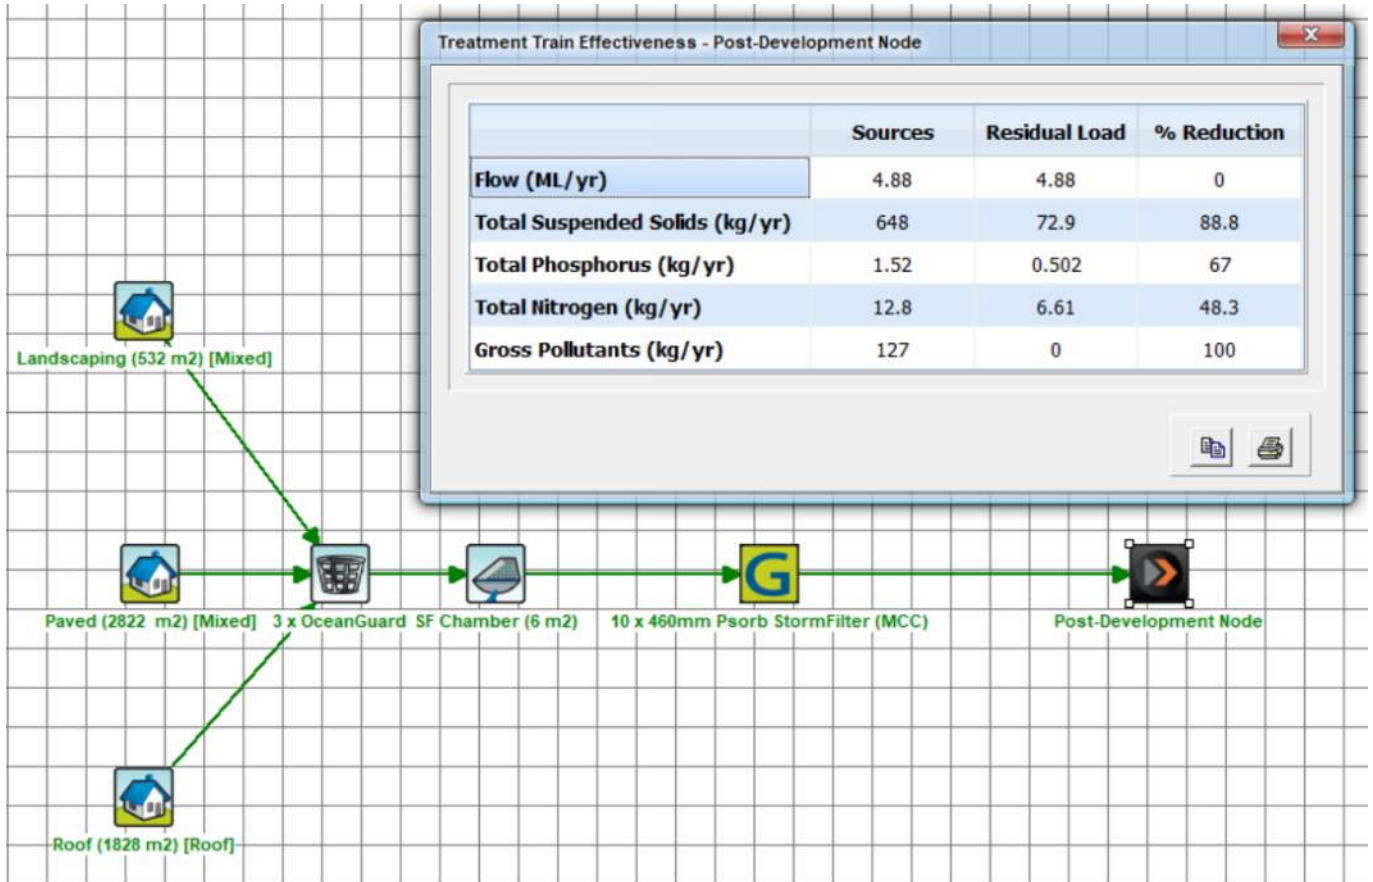 Treatment Train Effectiveness - Post-Development Node
Sources Residual Load % Reduction
Flow (ML/yr) 4.88 4.88 0
Total Suspended Solids (kg/yr) 648 72.9 88.8
Total Phosphorus (kg/yr) 1.52 0.502 67
Total Nitrogen (kg/yr) 12.8 6.61 48.3
Gross Pollutants (kg/yr) 127 0 100
Landscaping (532 m2) [Mixed]
Paved (2822 m2) [Mixed] 3 x OceanGuard SF Chamber (6 m2) 10 x 460mm Psorb StormFilter (MCC) Post-Development Node
Roof (1828 m2) [Roof]